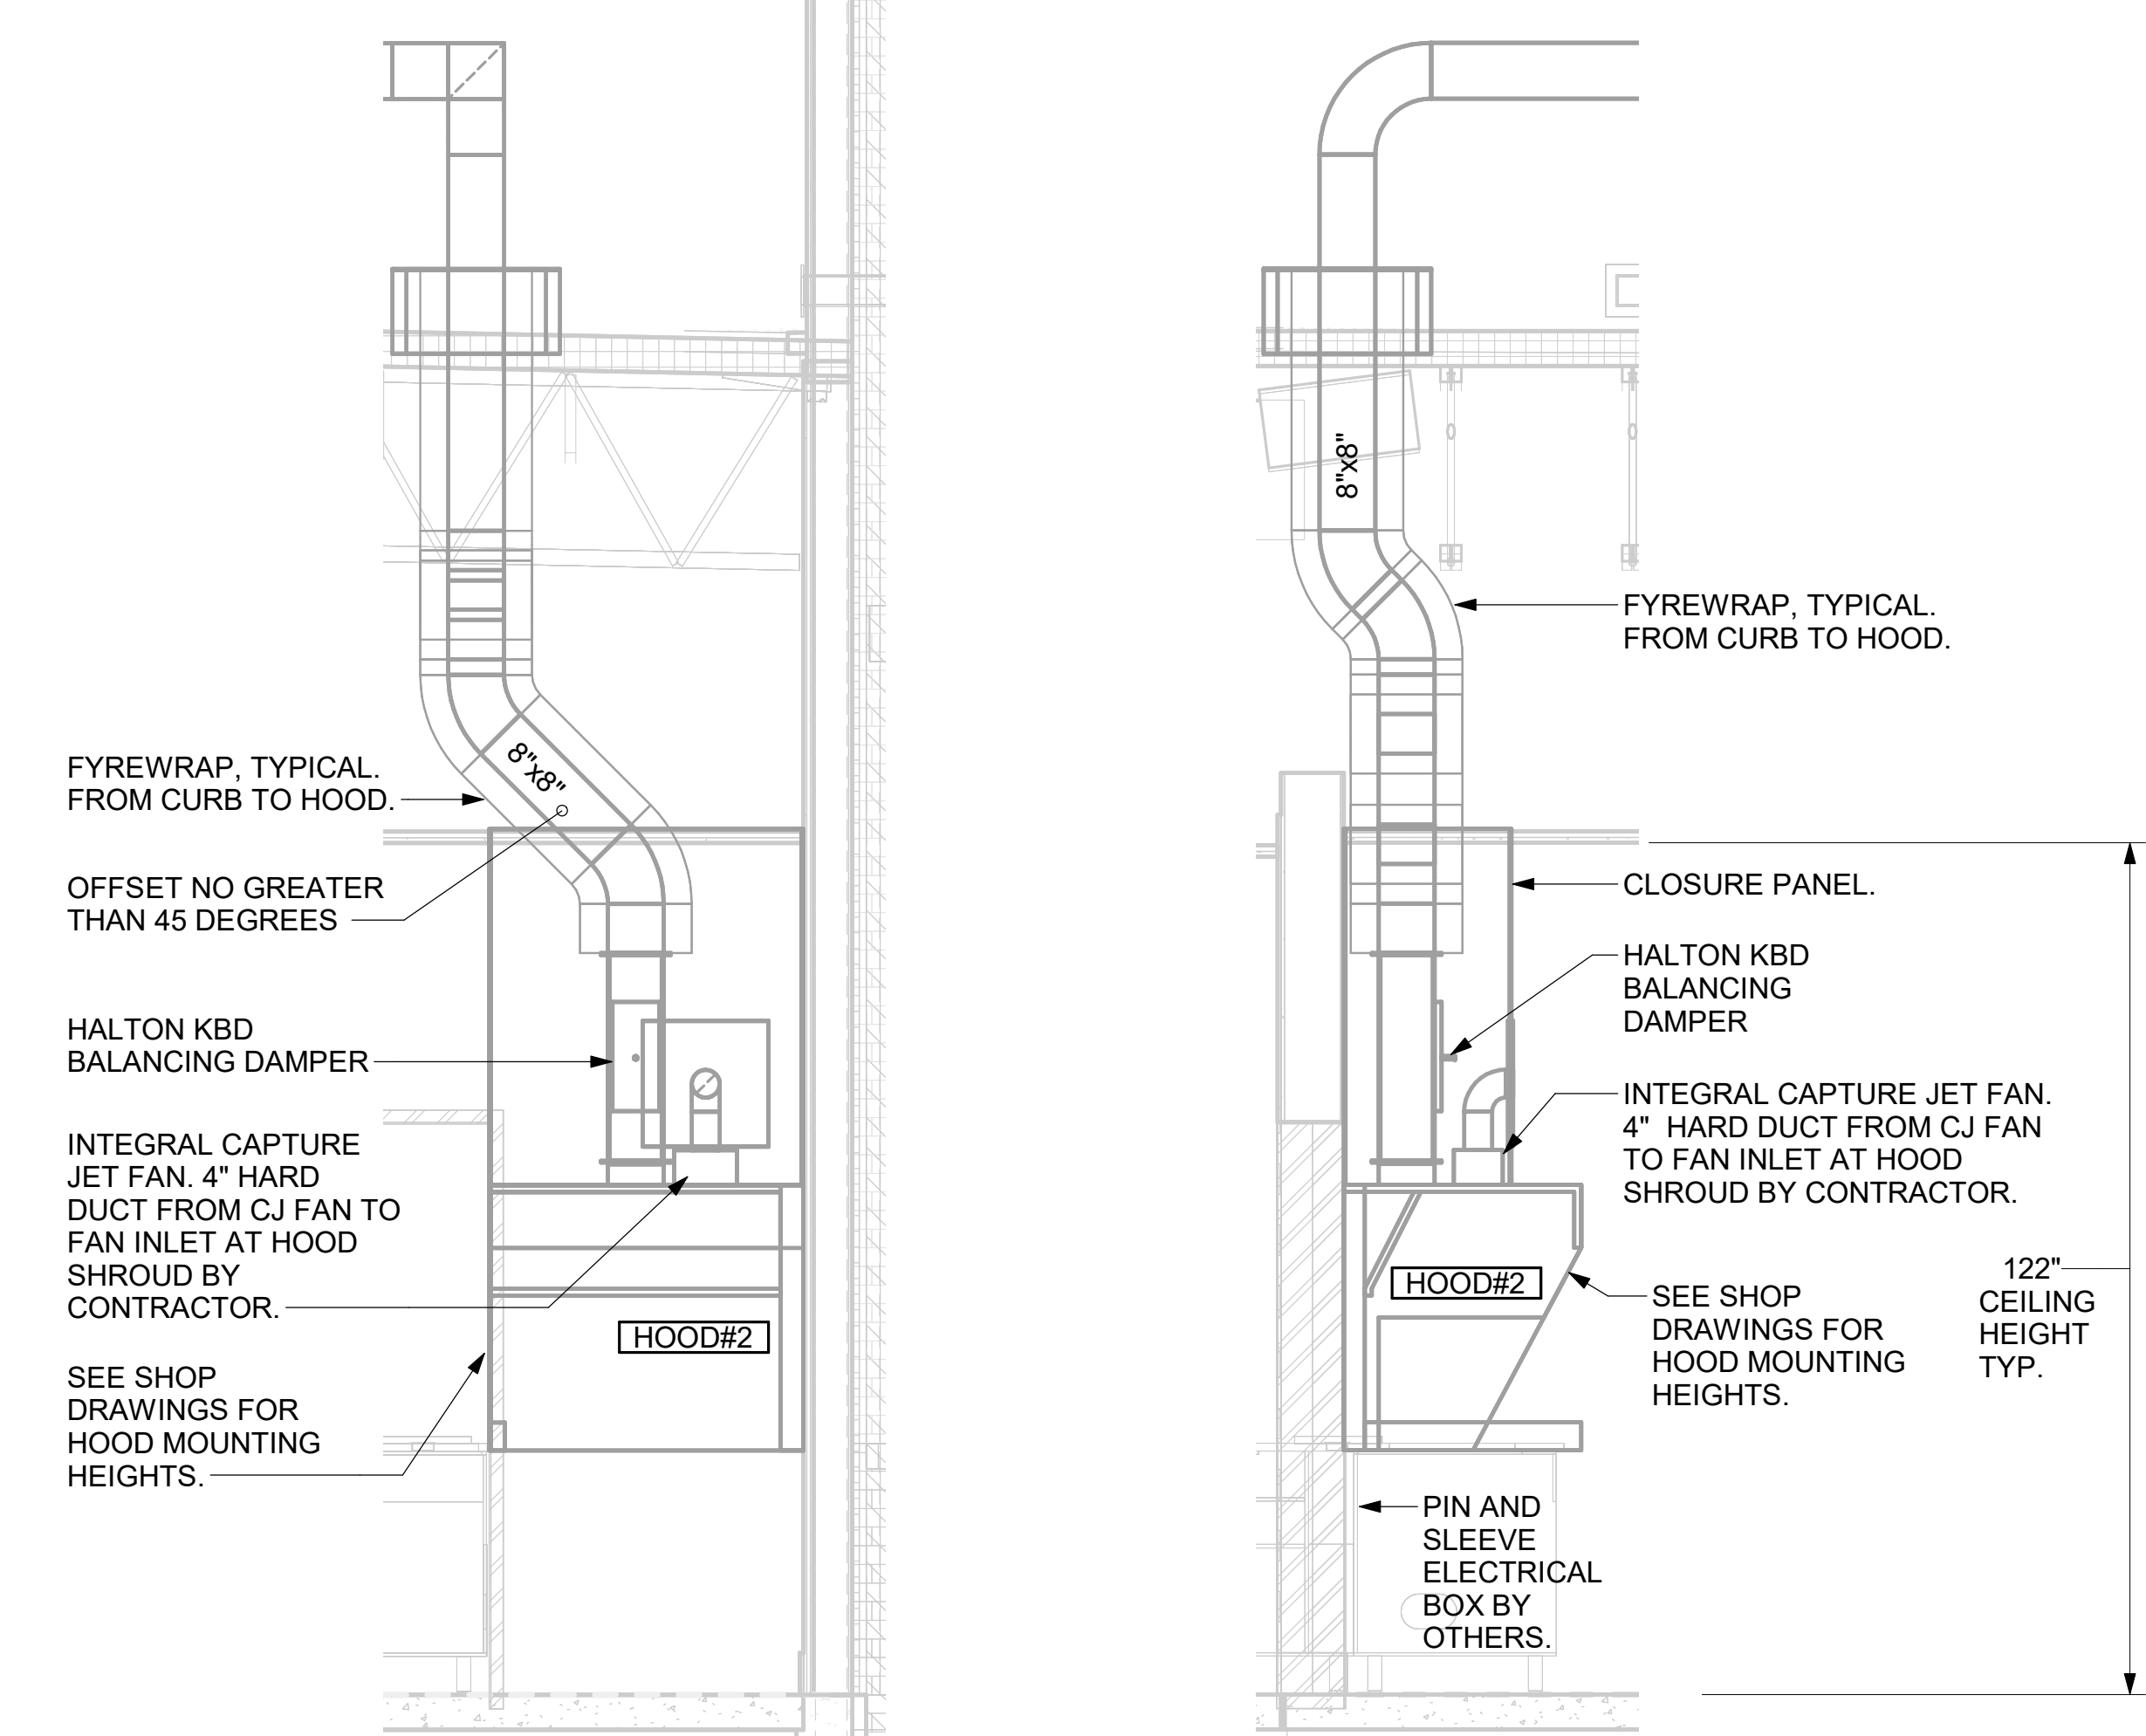 8"x8"
FYREWRAP, TYPICAL.
FROM CURB TO HOOD.
OFFSET NO GREATER
THAN 45 DEGREES
HALTON KBD
BALANCING DAMPER
INTEGRAL CAPTURE
JET FAN. 4" HARD
DUCT FROM CJ FAN TO
FAN INLET AT HOOD
SHROUD BY
CONTRACTOR.
HOOD#2
SEE SHOP
DRAWINGS FOR
HOOD MOUNTING
HEIGHTS.
8"x8"
FYREWRAP, TYPICAL.
FROM CURB TO HOOD.
CLOSURE PANEL.
HALTON KBD
BALANCING
DAMPER
INTEGRAL CAPTURE JET FAN.
4" HARD DUCT FROM CJ FAN
TO FAN INLET AT HOOD
SHROUD BY CONTRACTOR.
HOOD#2
SEE SHOP
DRAWINGS FOR
HOOD MOUNTING
HEIGHTS.
122"
CEILING
HEIGHT
TYP.
PIN AND
SLEEVE
ELECTRICAL
BOX BY
OTHERS.